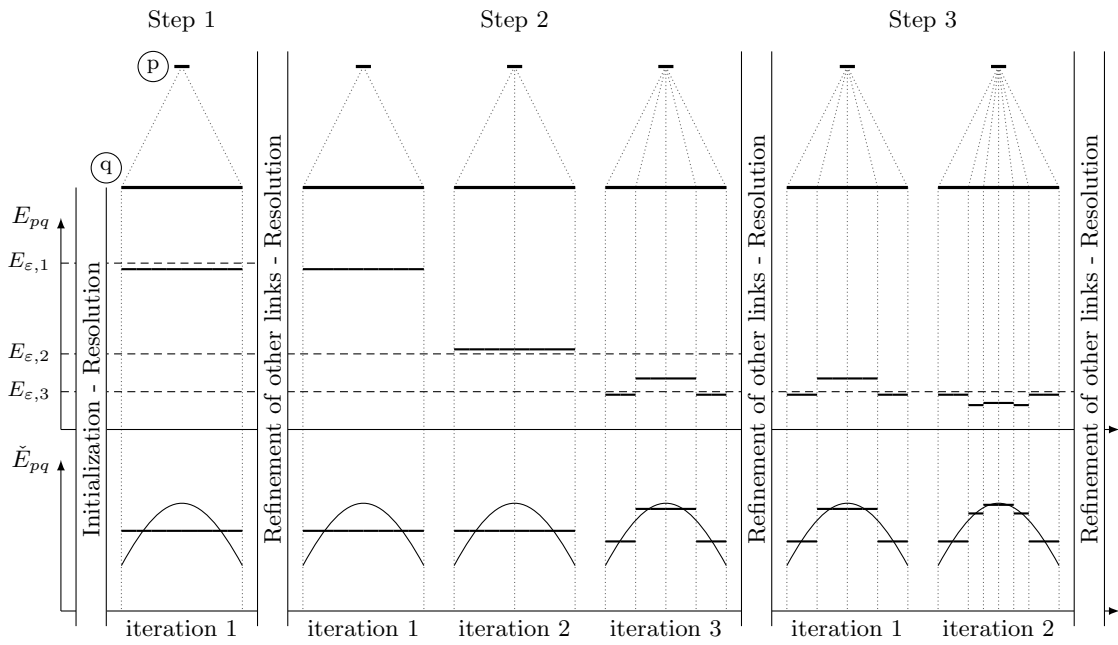 Step 1
Step 2
Step 3
p
q
E_{pq}
E_{ε,1}
E_{ε,2}
E_{ε,3}
Ě_{pq}
Initialization - Resolution
Refinement of other links - Resolution
Refinement of other links - Resolution
Refinement of other links - Resolution
iteration 1
iteration 1
iteration 2
iteration 3
iteration 1
iteration 2